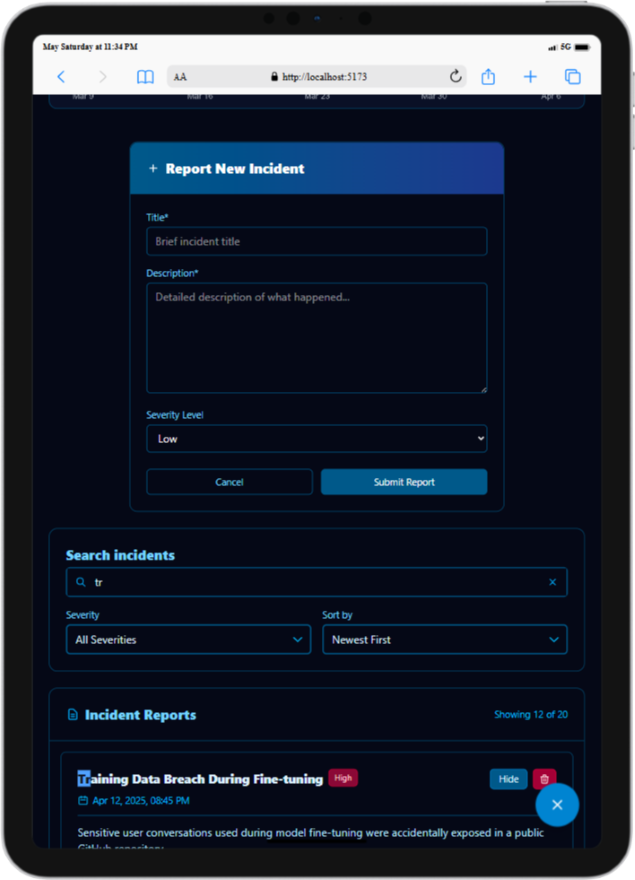 May Saturday at 11:34 PM 5G
AA http://localhost:5173
Mar 9 Mar 16 Mar 23 Mar 30 Apr 6
+ Report New Incident
Title*
Brief incident title
Description*
Detailed description of what happened...
Severity Level
Low
Cancel Submit Report
Search incidents
tr
Severity Sort by
All Severities Newest First
Incident Reports Showing 12 of 20
Training Data Breach During Fine-tuning High Hide
Apr 12, 2025, 08:45 PM
Sensitive user conversations used during model fine-tuning were accidentally exposed in a public
GitHub repository